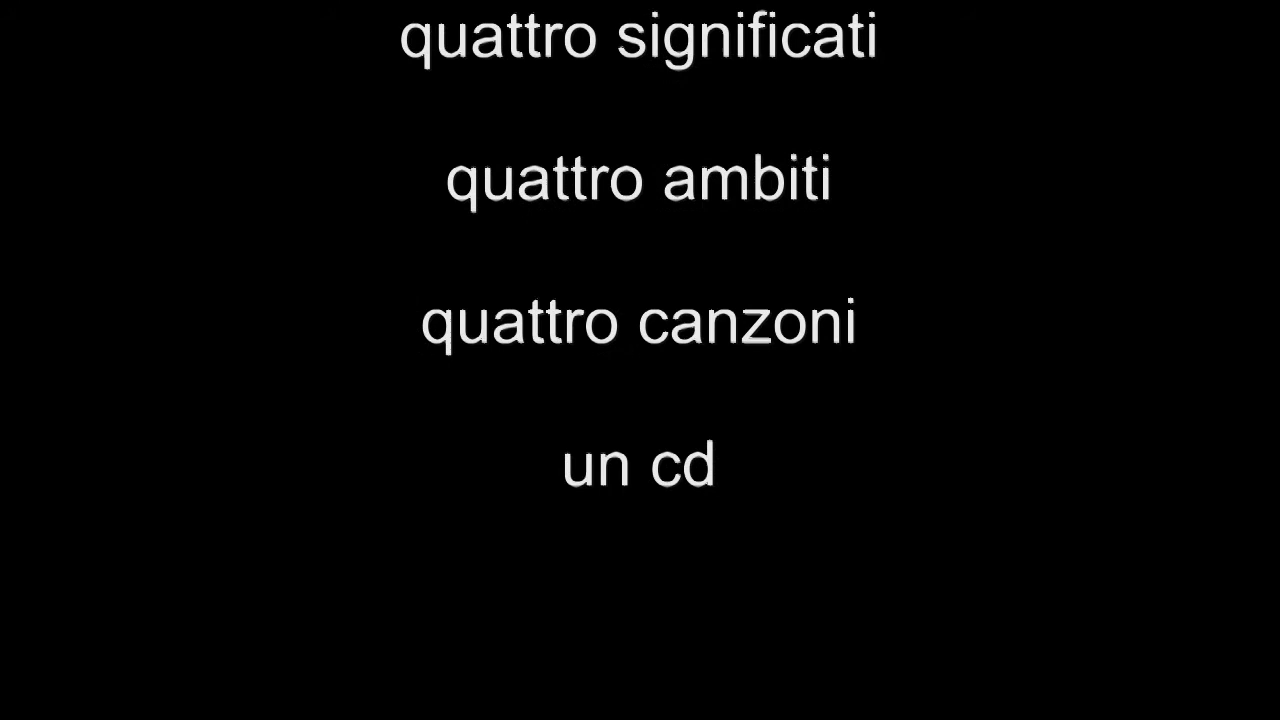 quattro significati
quattro ambiti
quattro canzoni
un cd